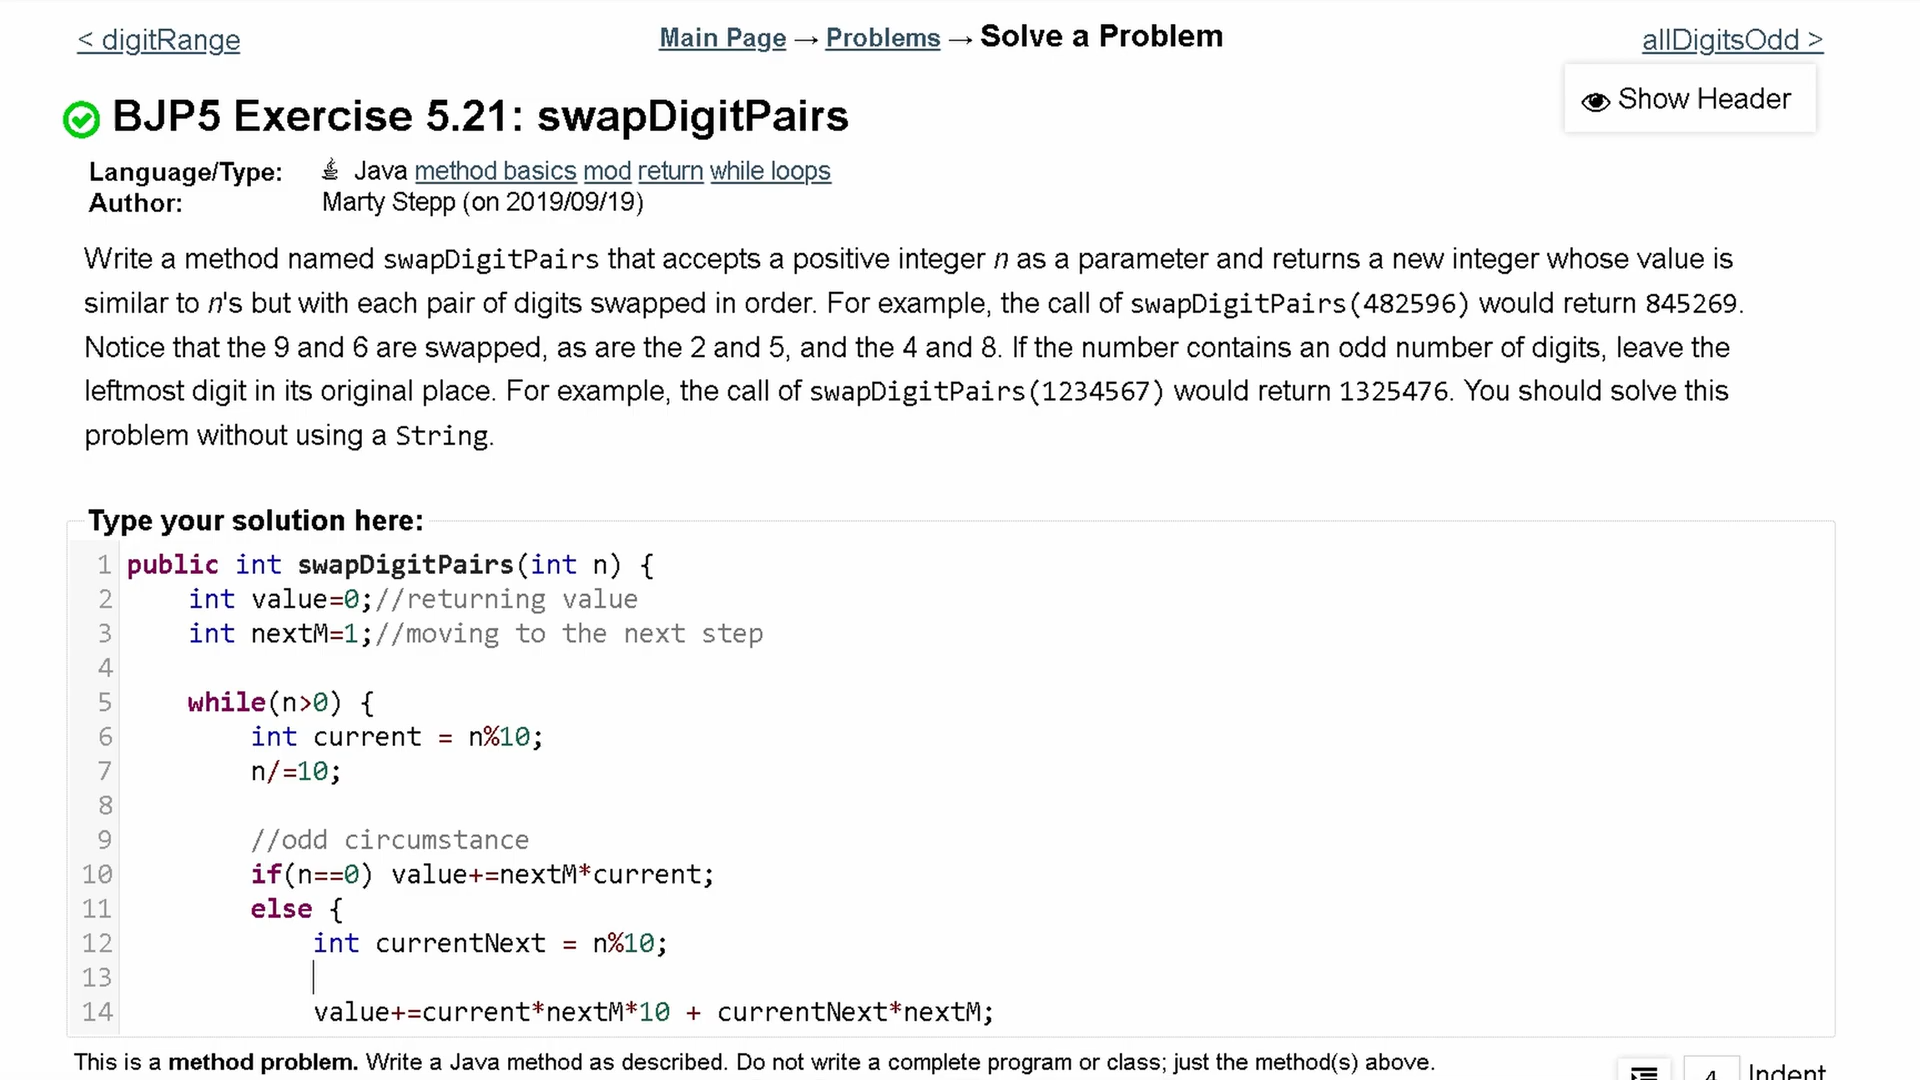 < digitRange
Main Page → Problems → Solve a Problem
allDigitsOdd >
Show Header
BJP5 Exercise 5.21: swapDigitPairs
Language/Type: Java method basics mod return while loops
Author: Marty Stepp (on 2019/09/19)
Write a method named swapDigitPairs that accepts a positive integer n as a parameter and returns a new integer whose value is
similar to n's but with each pair of digits swapped in order. For example, the call of swapDigitPairs(482596) would return 845269.
Notice that the 9 and 6 are swapped, as are the 2 and 5, and the 4 and 8. If the number contains an odd number of digits, leave the
leftmost digit in its original place. For example, the call of swapDigitPairs(1234567) would return 1325476. You should solve this
problem without using a String.
Type your solution here:
1 public int swapDigitPairs(int n) {
2     int value=0;//returning value
3     int nextM=1;//moving to the next step
4
5     while(n>0) {
6         int current = n%10;
7         n/=10;
8
9         //odd circumstance
10         if(n==0) value+=nextM*current;
11         else {
12             int currentNext = n%10;
13
14             value+=current*nextM*10 + currentNext*nextM;
This is a method problem. Write a Java method as described. Do not write a complete program or class; just the method(s) above.
4 Indent